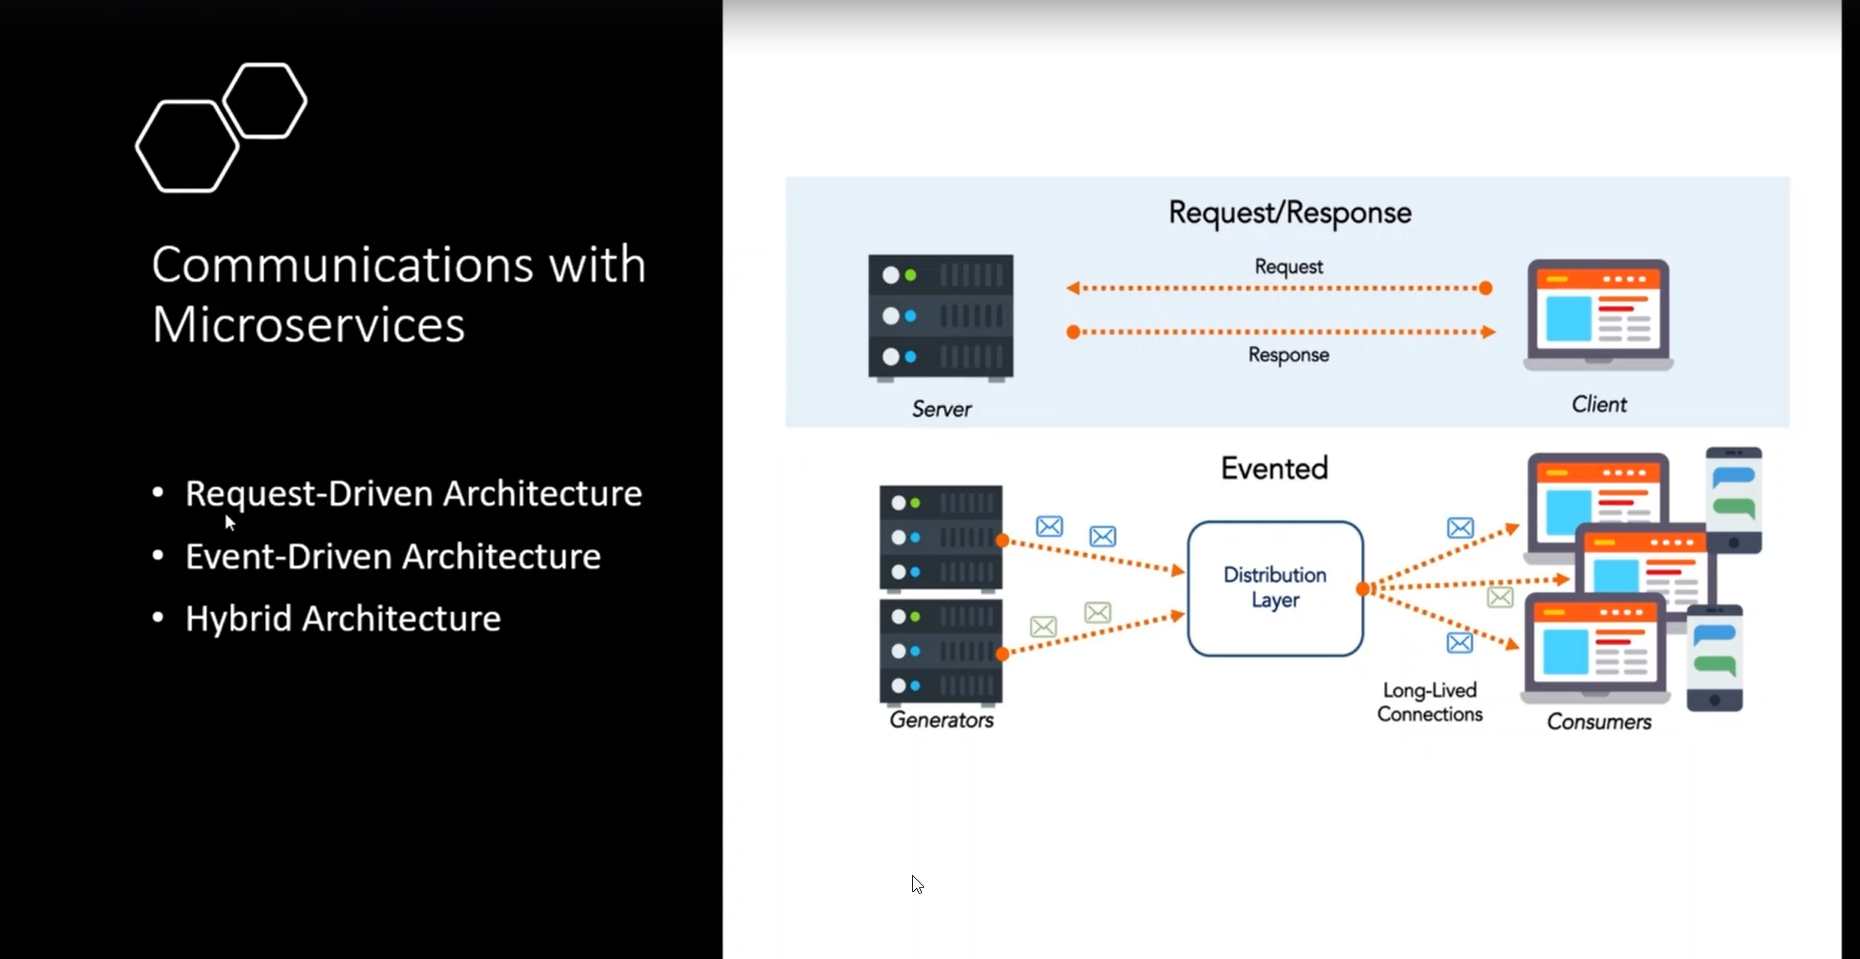 Communications with
Microservices
• Request-Driven Architecture
• Event-Driven Architecture
• Hybrid Architecture
Request/Response
Request
Response
Server
Client
Evented
Distribution
Layer
Long-Lived
Connections
Generators
Consumers